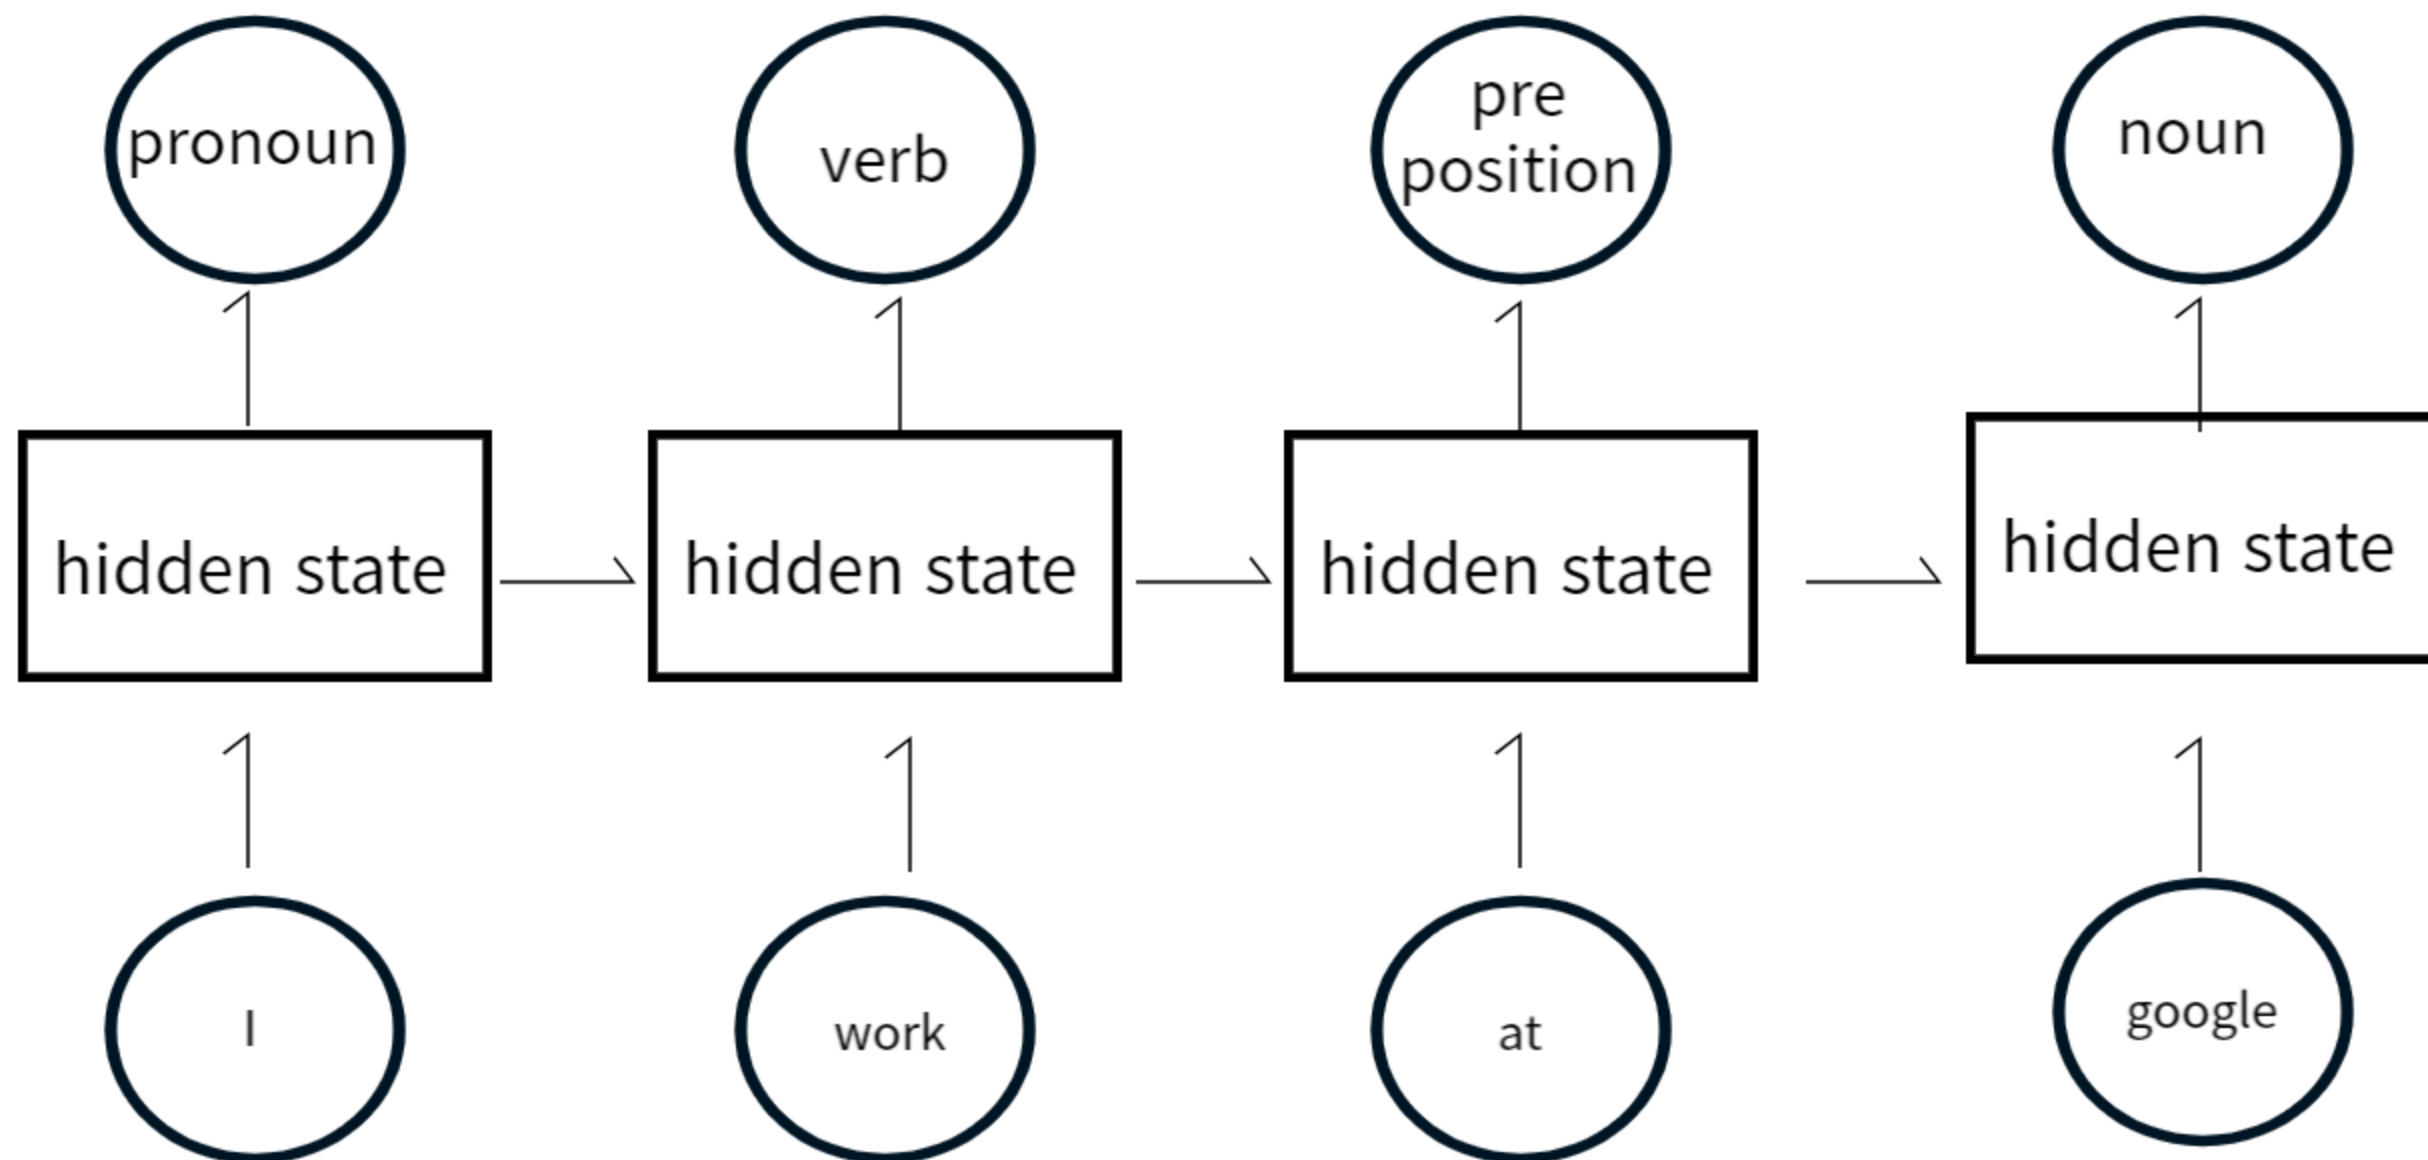 pronoun
verb
pre
position
noun
hidden state
hidden state
hidden state
hidden state
I
work
at
google